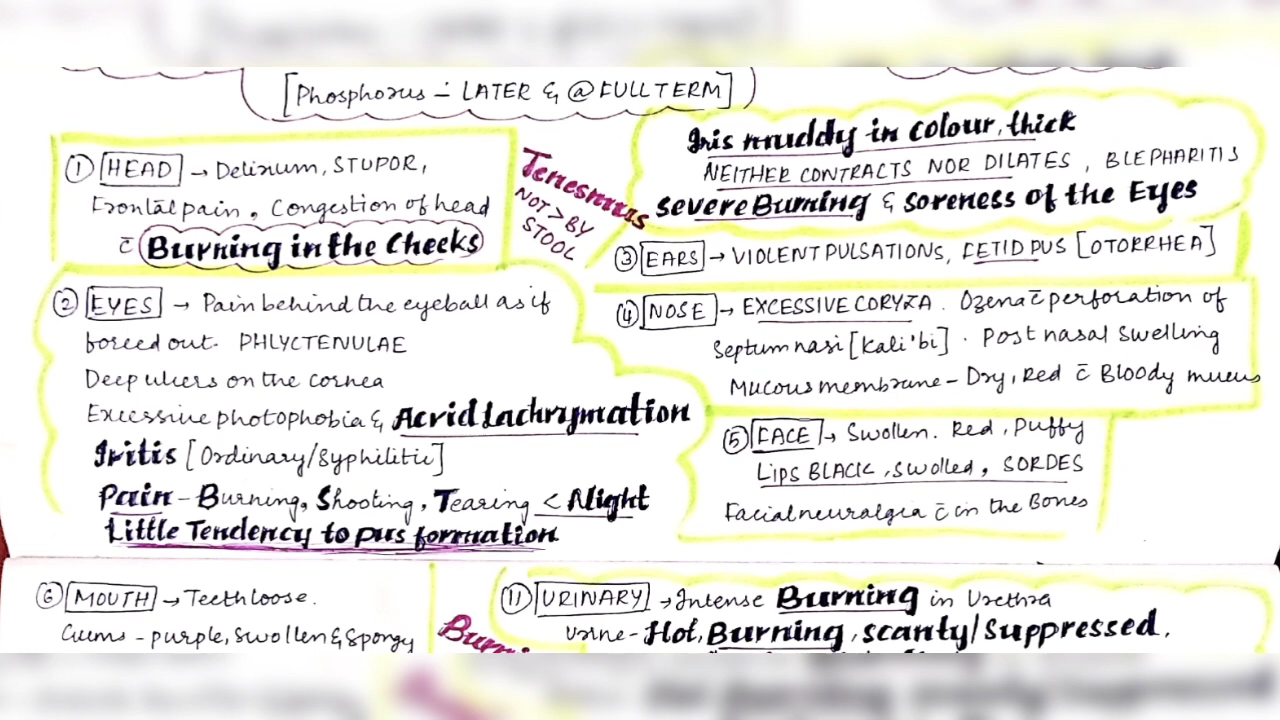 [Phosphorus - LATER & @ FULL TERM]
① HEAD → Delirium, STUPOR,
Frontal pain, Congestion of head
c̄ Burning in the Cheeks
Tenesmus
NOT > BY
STOOL
② EYES → Pain behind the eyeball as if
forced out. PHLYCTENULAE
Deep ulcers on the cornea
Excessive photophobia & Acrid Lachrymation
Iritis [Ordinary/Syphilitic]
Pain - Burning, Shooting, Tearing < Night
Little Tendency to pus formation
Iris muddy in colour, thick
NEITHER CONTRACTS NOR DILATES, BLEPHARITIS
Severe Burning & soreness of the Eyes
③ EARS → VIOLENT PULSATIONS, FETID PUS [OTORRHEA]
④ NOSE → EXCESSIVE CORYZA. Ozena c̄ perforation of
Septum nasi [Kali'bi]. Post nasal Swelling
Mucous membrane - Dry, Red c̄ Bloody mucus
⑤ FACE → Swollen. Red, Puffy
Lips BLACK, Swolled, SORDES
Facial neuralgia c̄ in the Bones
⑥ MOUTH → Teeth loose.
Gums - purple, Swollen & Spongy
⑪ URINARY → Intense Burning in Urethra
Urine - Hot, Burning, scanty/Suppressed,